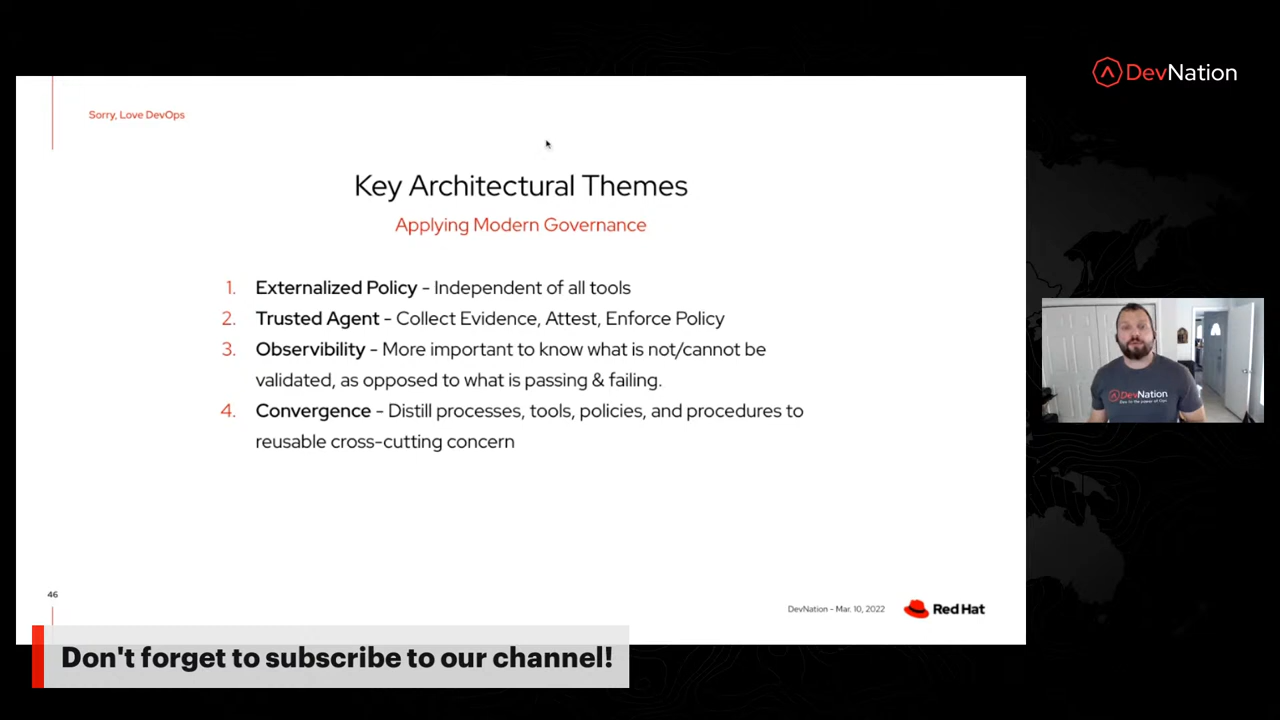 DevNation
Sorry, Love DevOps
Key Architectural Themes
Applying Modern Governance
1. Externalized Policy - Independent of all tools
2. Trusted Agent - Collect Evidence, Attest, Enforce Policy
3. Observibility - More important to know what is not/cannot be
validated, as opposed to what is passing & failing.
4. Convergence - Distill processes, tools, policies, and procedures to
reusable cross-cutting concern
DevNation
46
DevNation - Mar. 10, 2022
Red Hat
Don't forget to subscribe to our channel!